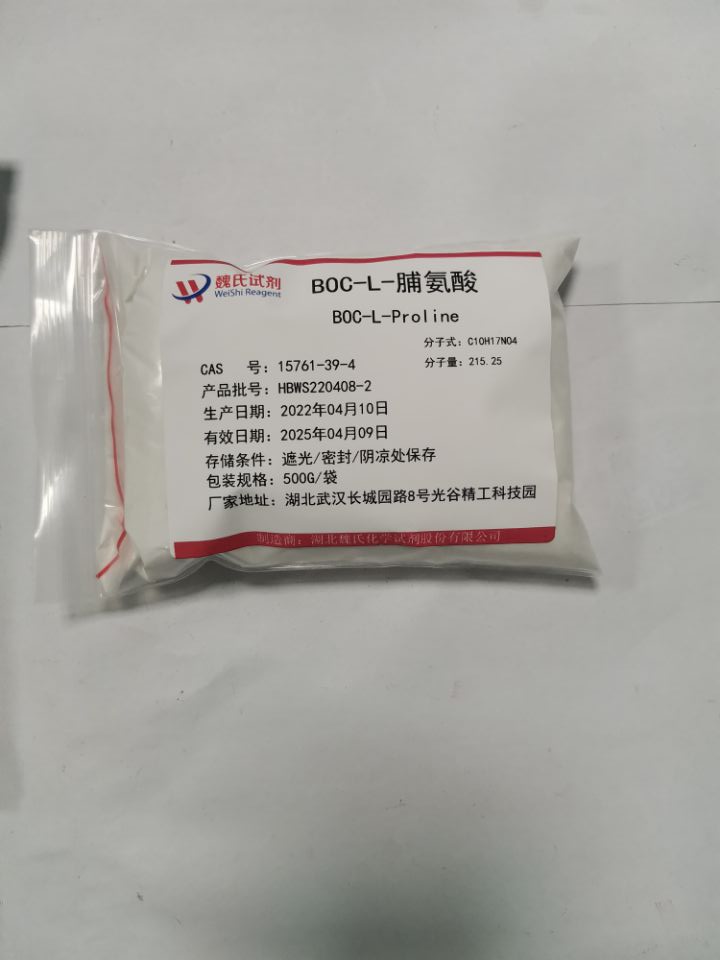 魏氏试剂
WeiShi Reagent
BOC-L-脯氨酸
BOC-L-Proline
分子式：C10H17NO4
分子量：215.25
CAS 号：15761-39-4
产品批号：HBWS220408-2
生产日期：2022年04月10日
有效日期：2025年04月09日
存储条件：遮光/密封/阴凉处保存
包装规格：500G/袋
厂家地址：湖北武汉长城园路8号光谷精工科技园
制造商：湖北魏氏化学试剂股份有限公司